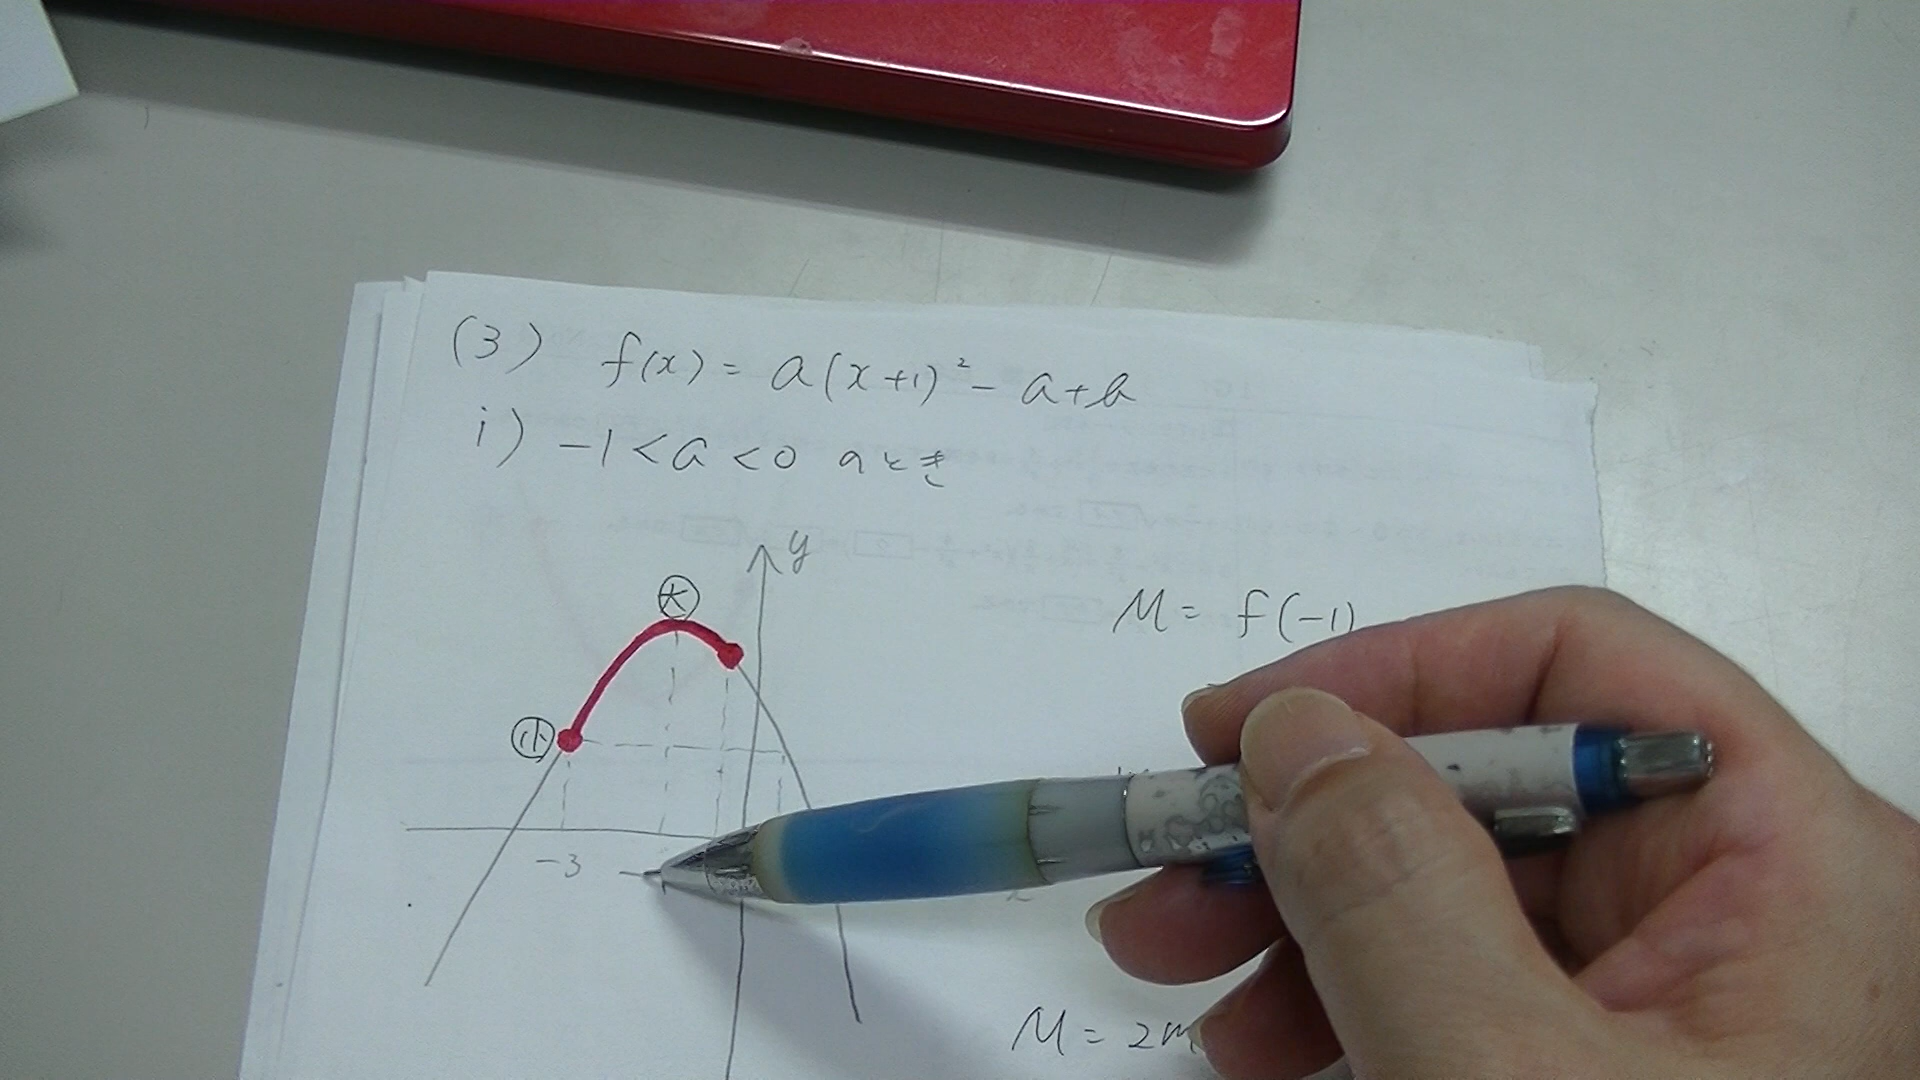 (3) f(x) = a(x+1)² - a+b
i) -1<a<0 のとき
y
大
M = f(-1)
小
-3
M = 2m